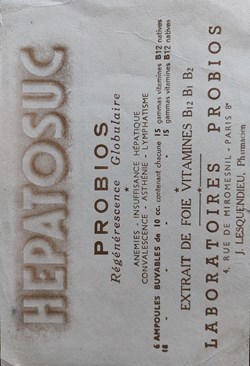 HEPATOSUC
PROBIOS
Régénérescence Globulaire
ANEMIES - INSUFFISANCE HÉPATIQUE
CONVALESCENCE - ASTHÉNIE - LYMPHATISME
6 AMPOULES BUVABLES de 10 cc. contenant chacune 15 gammas vitamines B12 natives
18 15 gammas vitamines B12 natives
EXTRAIT DE FOIE VITAMINES B12 B1 B2
LABORATOIRES PROBIOS
4, RUE DE MIROMESNIL - PARIS 8e
J. LESQUENDIEU, Pharmacien